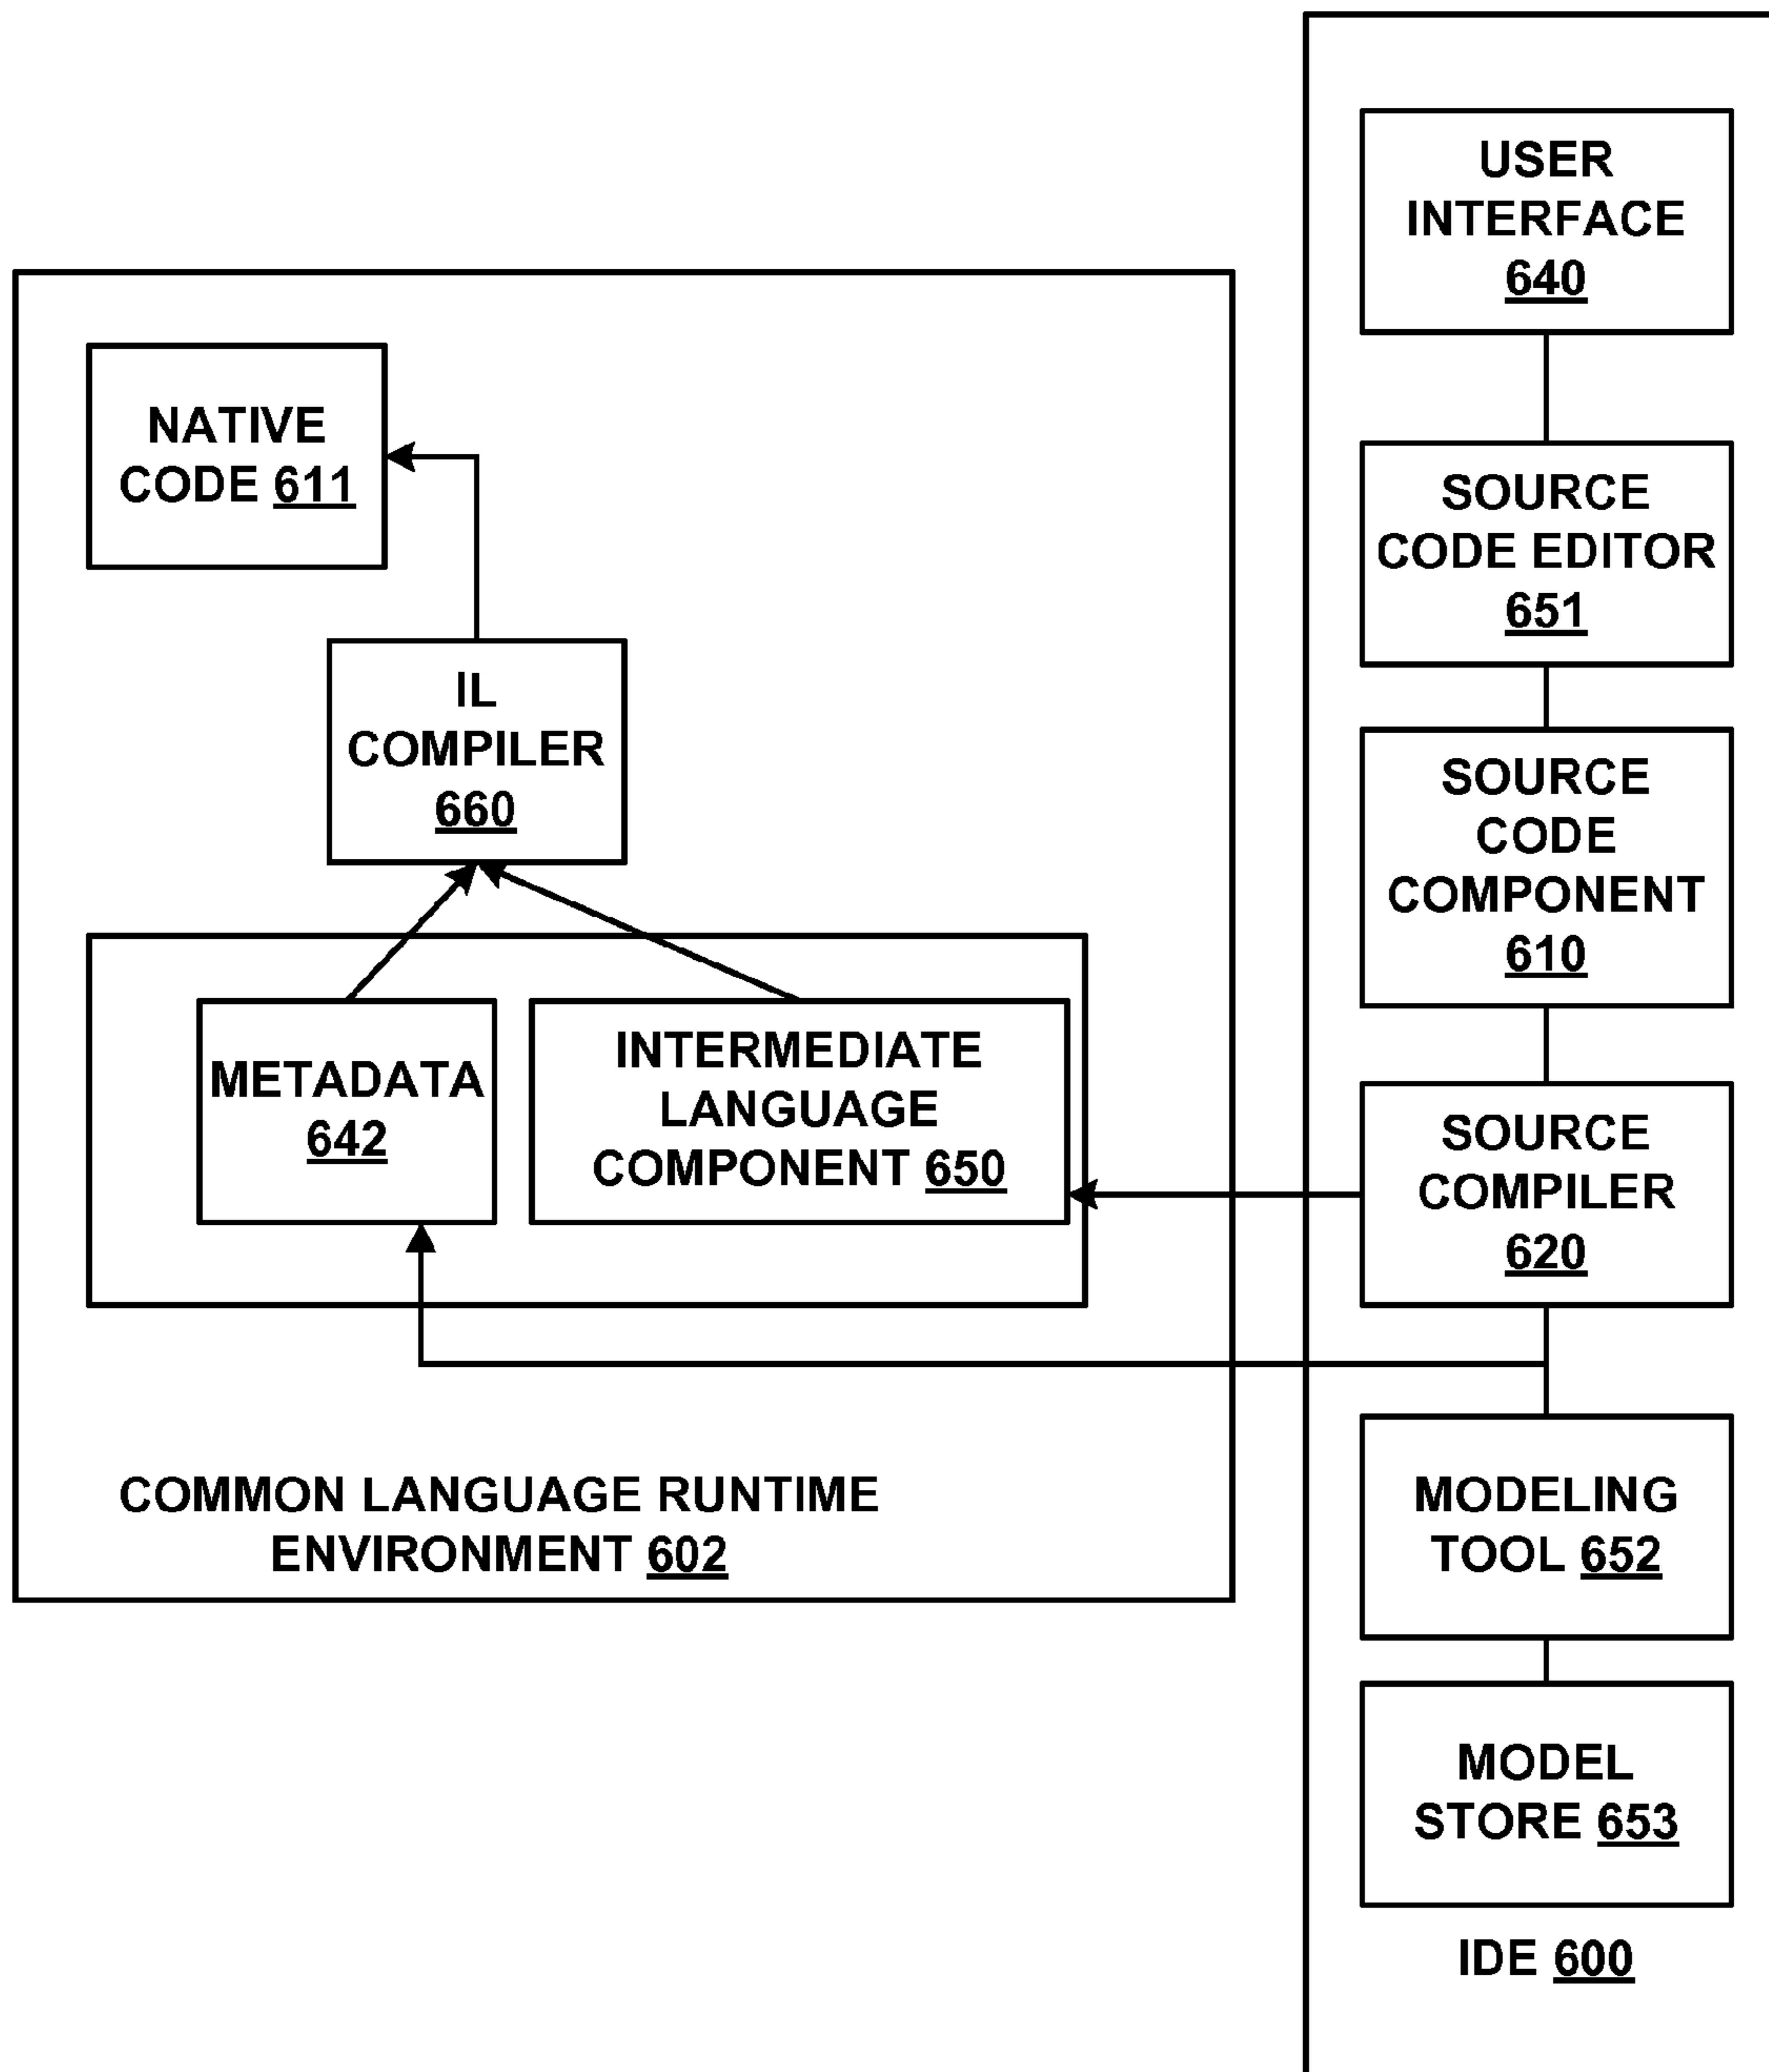 USER
INTERFACE
640
NATIVE
CODE 611
SOURCE
CODE EDITOR
651
IL
COMPILER
660
SOURCE
CODE
COMPONENT
610
METADATA
642
INTERMEDIATE
LANGUAGE
COMPONENT 650
SOURCE
COMPILER
620
COMMON LANGUAGE RUNTIME
ENVIRONMENT 602
MODELING
TOOL 652
MODEL
STORE 653
IDE 600